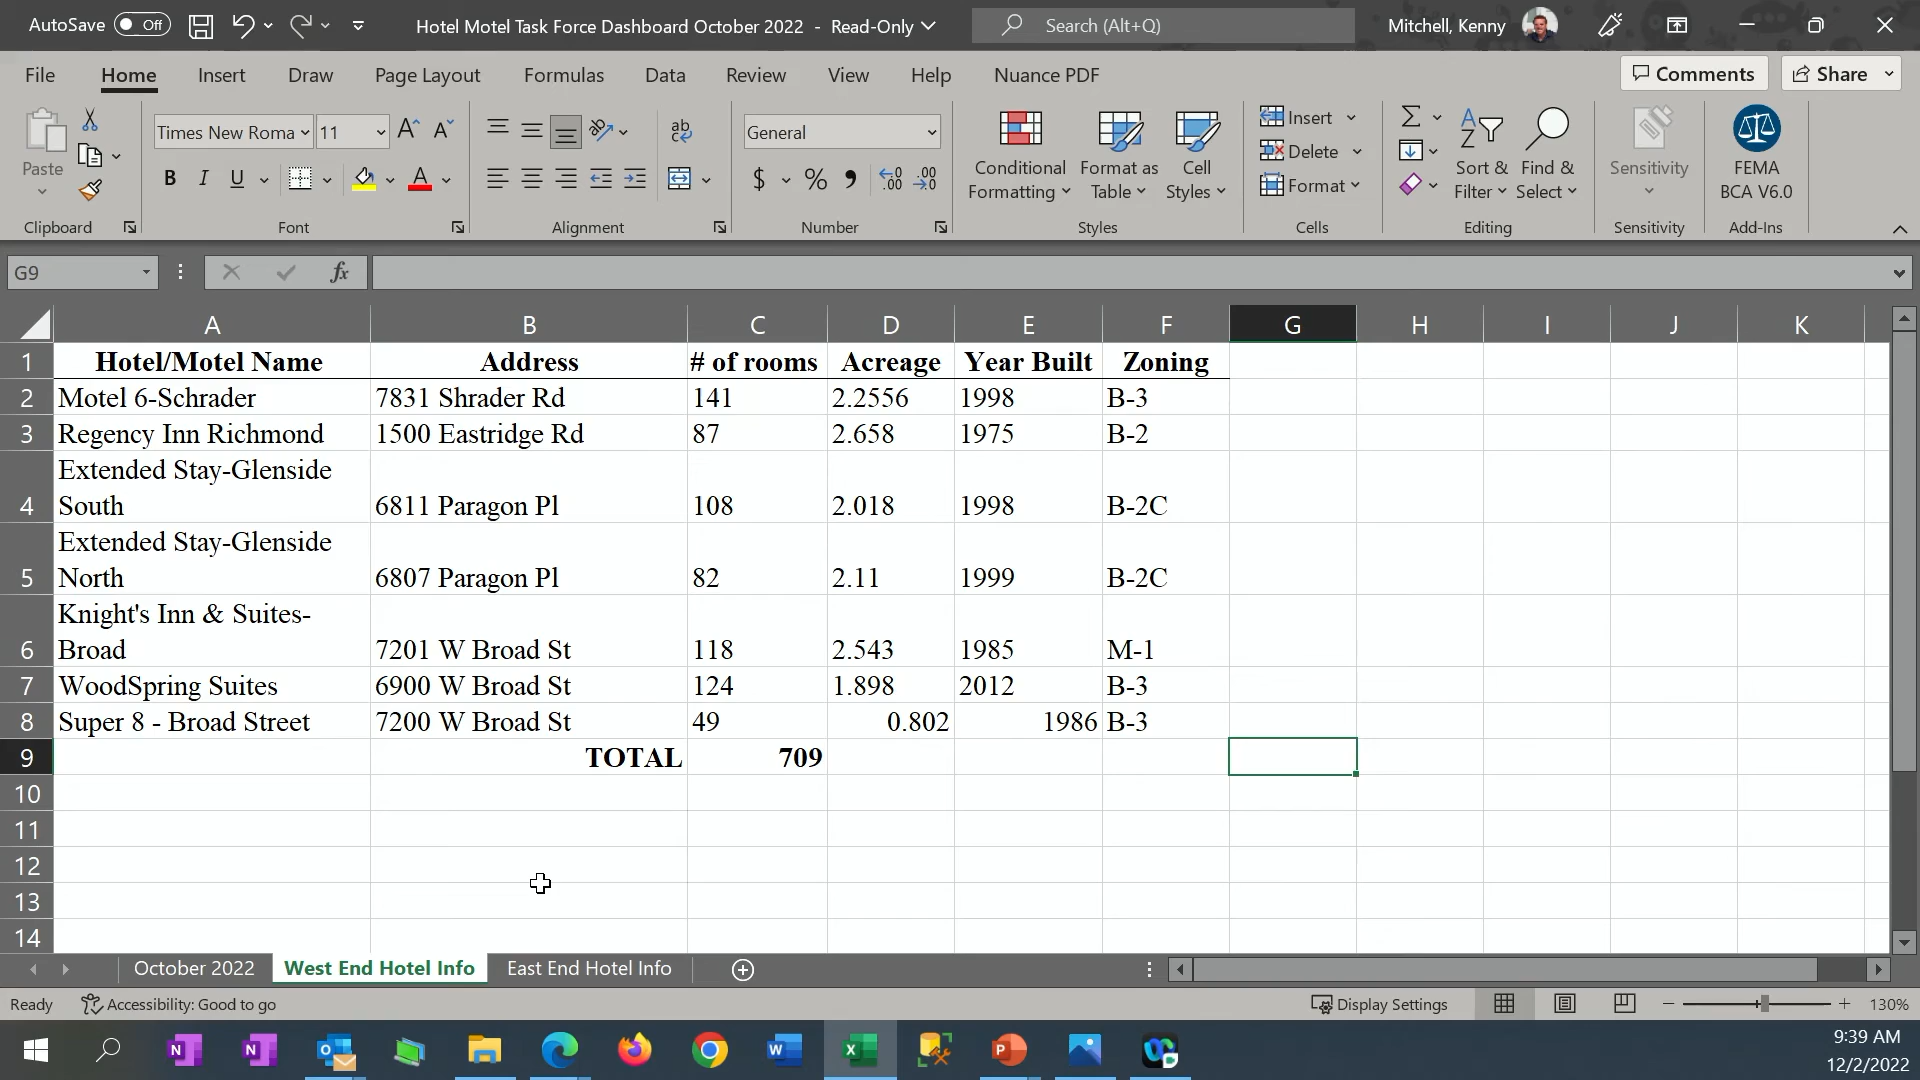 AutoSave Off Hotel Motel Task Force Dashboard October 2022 - Read-Only Search (Alt+Q) Mitchell, Kenny
File Home Insert Draw Page Layout Formulas Data Review View Help Nuance PDF Comments Share
Times New Roma 11 ab General Insert Σ A
Paste Conditional Format as Cell Delete Z Sort & Find & Sensitivity FEMA
B I U A $ % , .00 .00 Formatting Table Styles Format Filter Select BCA V6.0
Clipboard Font Alignment Number Styles Cells Editing Sensitivity Add-Ins
G9 fx
A B C D E F G H I J K
1 Hotel/Motel Name Address # of rooms Acreage Year Built Zoning
2 Motel 6-Schrader 7831 Shrader Rd 141 2.2556 1998 B-3
3 Regency Inn Richmond 1500 Eastridge Rd 87 2.658 1975 B-2
Extended Stay-Glenside
4 South 6811 Paragon Pl 108 2.018 1998 B-2C
Extended Stay-Glenside
5 North 6807 Paragon Pl 82 2.11 1999 B-2C
Knight's Inn & Suites-
6 Broad 7201 W Broad St 118 2.543 1985 M-1
7 WoodSpring Suites 6900 W Broad St 124 1.898 2012 B-3
8 Super 8 - Broad Street 7200 W Broad St 49 0.802 1986 B-3
9 TOTAL 709
10
11
12
13
14
October 2022 West End Hotel Info East End Hotel Info
Ready Accessibility: Good to go Display Settings 130%
N N O W X P 9:39 AM
12/2/2022